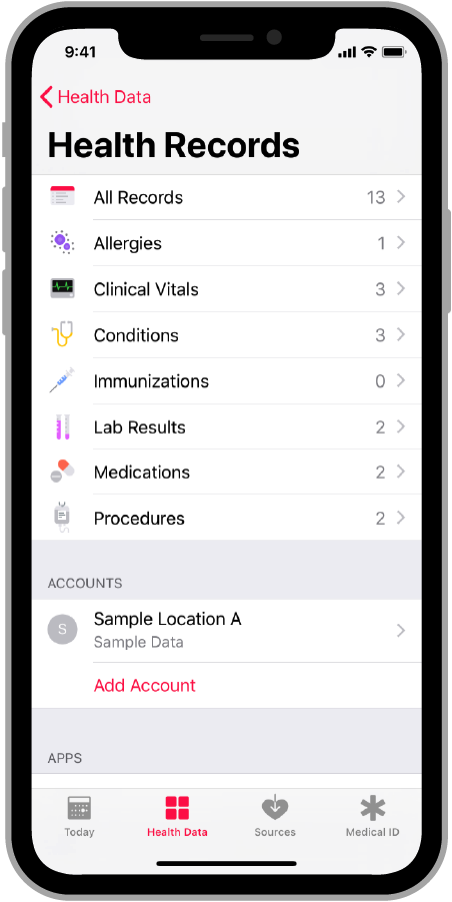 9:41
Health Data
Health Records
All Records 13
Allergies 1
Clinical Vitals 3
Conditions 3
Immunizations 0
Lab Results 2
Medications 2
Procedures 2
ACCOUNTS
S
Sample Location A
Sample Data
Add Account
APPS
Today Health Data Sources Medical ID